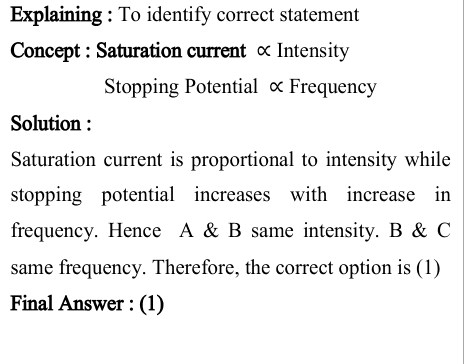 Explaining : To identify correct statement
Concept : Saturation current ∝ Intensity
Stopping Potential ∝ Frequency
Solution :
Saturation current is proportional to intensity while
stopping potential increases with increase in
frequency. Hence A & B same intensity. B & C
same frequency. Therefore, the correct option is (1)
Final Answer : (1)